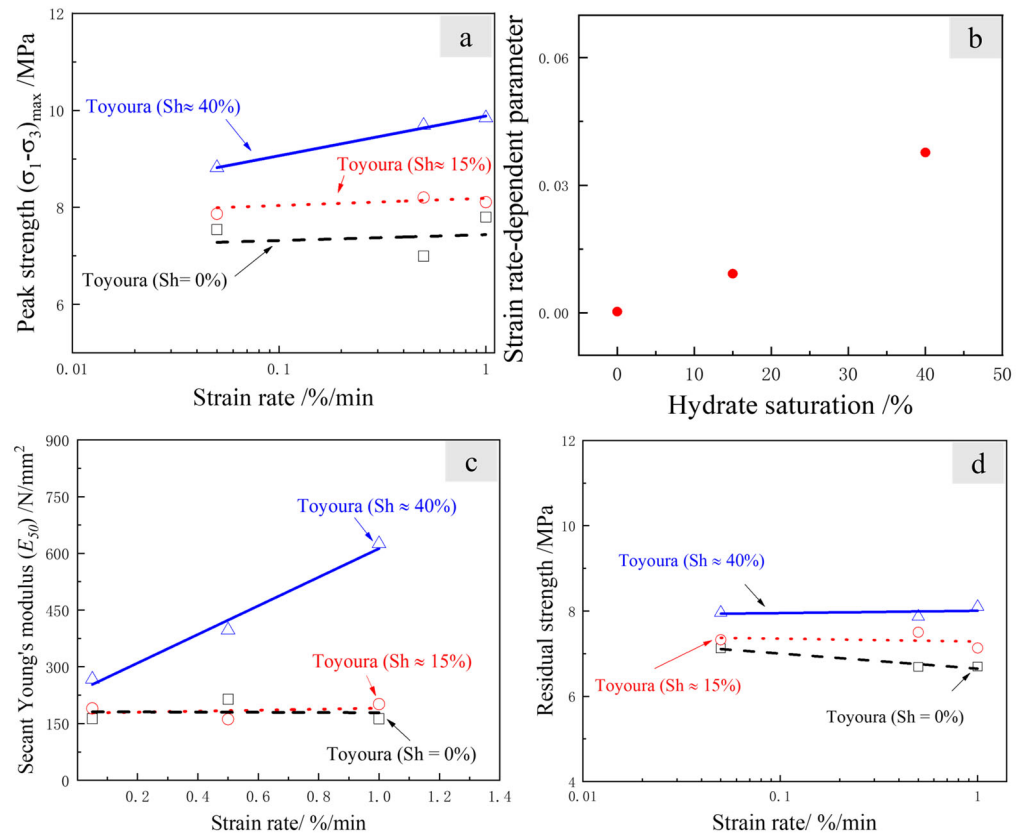 a
Peak strength (σ₁-σ₃)max /MPa
12
10
8
6
Toyoura (Sh≈ 40%)
Toyoura (Sh≈ 15%)
Toyoura (Sh= 0%)
0.01
0.1
1
Strain rate /%/min
b
Strain rate-dependent parameter
0.06
0.03
0.00
0
10
20
30
40
50
Hydrate saturation /%
c
Secant Young's modulus (E₅₀) /N/mm²
900
750
600
450
300
150
0
Toyoura (Sh ≈ 40%)
Toyoura (Sh ≈ 15%)
Toyoura (Sh = 0%)
0.2
0.4
0.6
0.8
1.0
1.2
1.4
Strain rate/ %/min
d
Residual strength /MPa
12
10
8
6
4
Toyoura (Sh ≈ 40%)
Toyoura (Sh ≈ 15%)
Toyoura (Sh = 0%)
0.01
0.1
1
Strain rate/ %/min